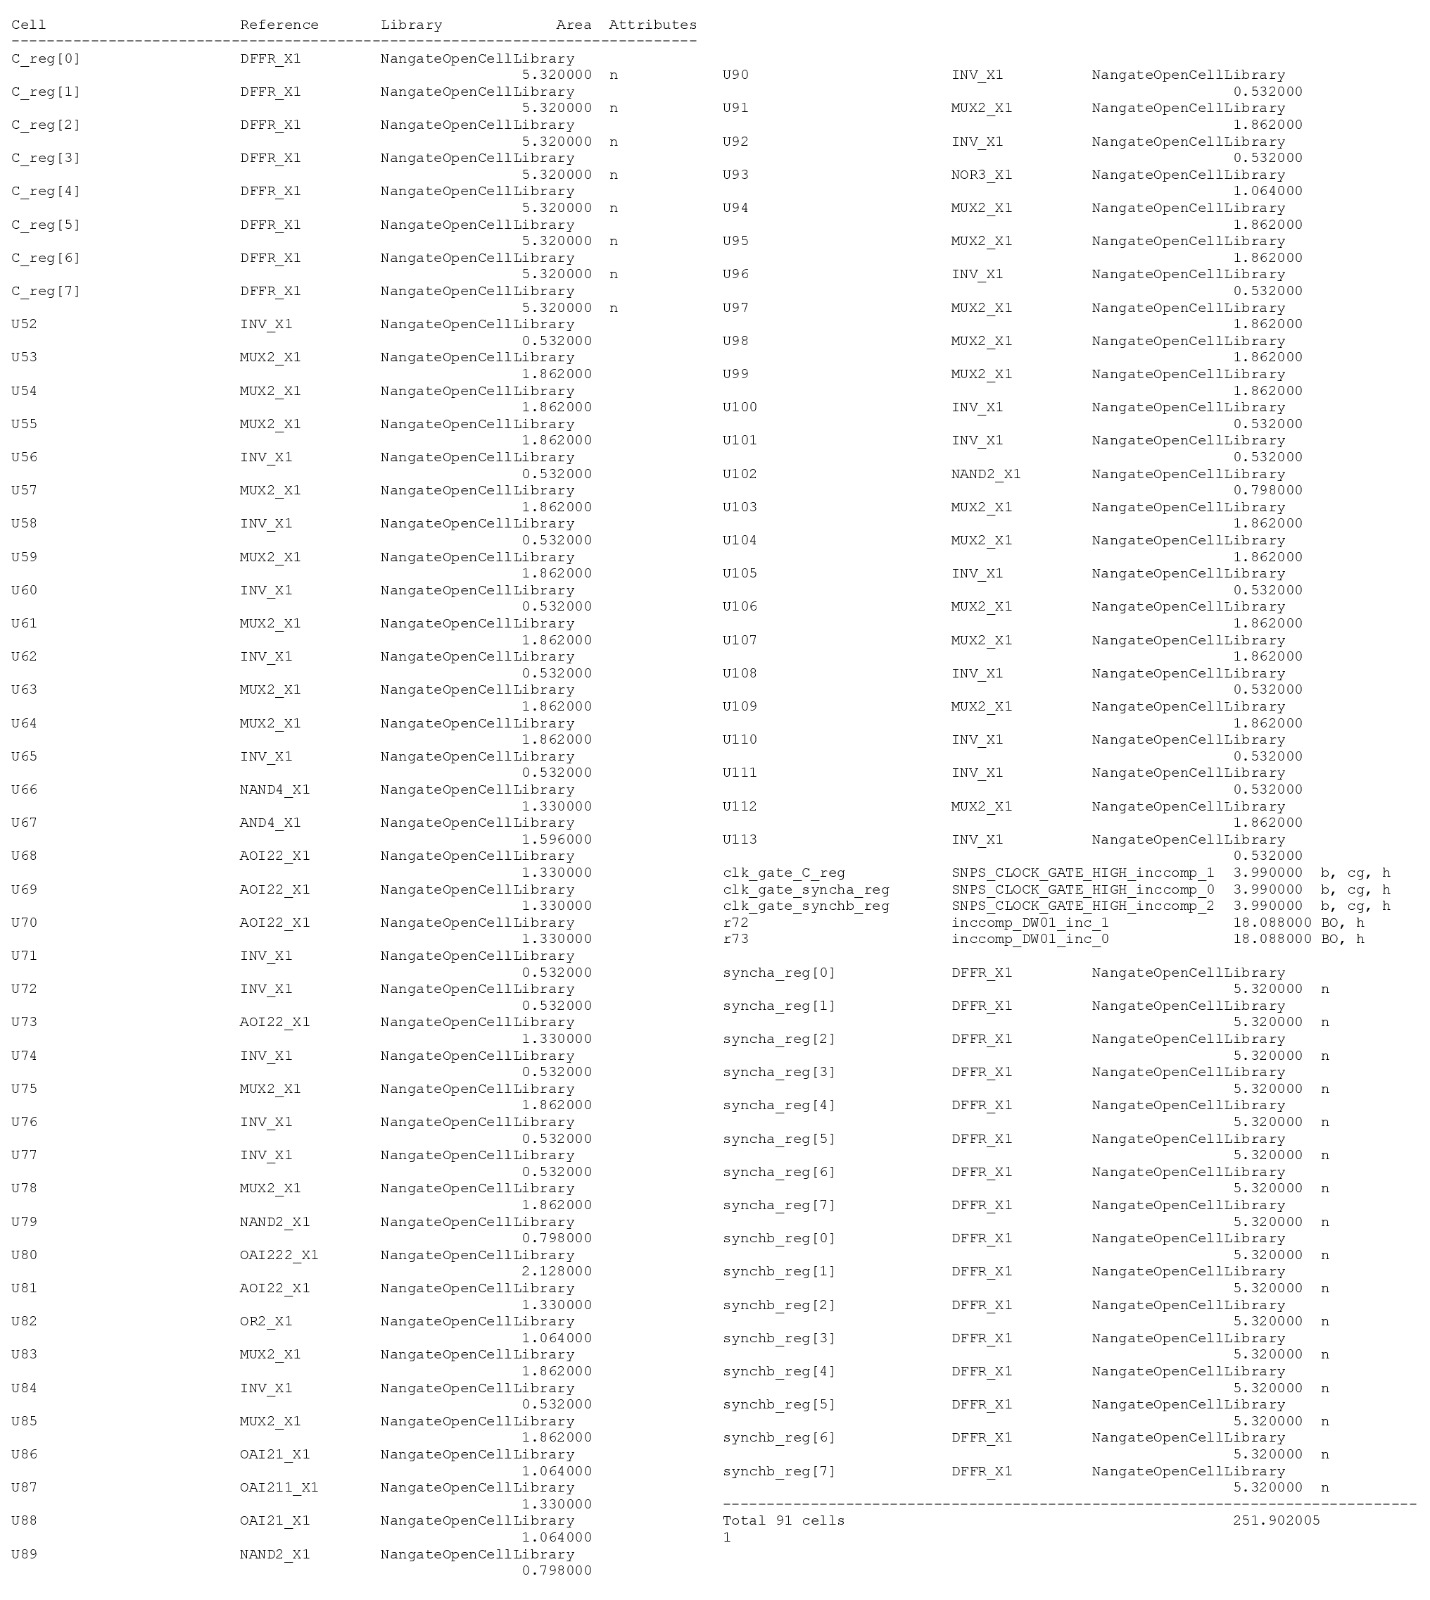 Cell Reference Library Area Attributes
--------------------------------------------------------------------------------
C_reg[0] DFFR_X1 NangateOpenCellLibrary
5.320000 n
C_reg[1] DFFR_X1 NangateOpenCellLibrary
5.320000 n
C_reg[2] DFFR_X1 NangateOpenCellLibrary
5.320000 n
C_reg[3] DFFR_X1 NangateOpenCellLibrary
5.320000 n
C_reg[4] DFFR_X1 NangateOpenCellLibrary
5.320000 n
C_reg[5] DFFR_X1 NangateOpenCellLibrary
5.320000 n
C_reg[6] DFFR_X1 NangateOpenCellLibrary
5.320000 n
C_reg[7] DFFR_X1 NangateOpenCellLibrary
5.320000 n
U52 INV_X1 NangateOpenCellLibrary
0.532000
U53 MUX2_X1 NangateOpenCellLibrary
1.862000
U54 MUX2_X1 NangateOpenCellLibrary
1.862000
U55 MUX2_X1 NangateOpenCellLibrary
1.862000
U56 INV_X1 NangateOpenCellLibrary
0.532000
U57 MUX2_X1 NangateOpenCellLibrary
1.862000
U58 INV_X1 NangateOpenCellLibrary
0.532000
U59 MUX2_X1 NangateOpenCellLibrary
1.862000
U60 INV_X1 NangateOpenCellLibrary
0.532000
U61 MUX2_X1 NangateOpenCellLibrary
1.862000
U62 INV_X1 NangateOpenCellLibrary
0.532000
U63 MUX2_X1 NangateOpenCellLibrary
1.862000
U64 MUX2_X1 NangateOpenCellLibrary
1.862000
U65 INV_X1 NangateOpenCellLibrary
0.532000
U66 NAND4_X1 NangateOpenCellLibrary
1.330000
U67 AND4_X1 NangateOpenCellLibrary
1.596000
U68 AOI22_X1 NangateOpenCellLibrary
1.330000
U69 AOI22_X1 NangateOpenCellLibrary
1.330000
U70 AOI22_X1 NangateOpenCellLibrary
1.330000
U71 INV_X1 NangateOpenCellLibrary
0.532000
U72 INV_X1 NangateOpenCellLibrary
0.532000
U73 AOI22_X1 NangateOpenCellLibrary
1.330000
U74 INV_X1 NangateOpenCellLibrary
0.532000
U75 MUX2_X1 NangateOpenCellLibrary
1.862000
U76 INV_X1 NangateOpenCellLibrary
0.532000
U77 INV_X1 NangateOpenCellLibrary
0.532000
U78 MUX2_X1 NangateOpenCellLibrary
1.862000
U79 NAND2_X1 NangateOpenCellLibrary
0.798000
U80 OAI222_X1 NangateOpenCellLibrary
2.128000
U81 AOI22_X1 NangateOpenCellLibrary
1.330000
U82 OR2_X1 NangateOpenCellLibrary
1.064000
U83 MUX2_X1 NangateOpenCellLibrary
1.862000
U84 INV_X1 NangateOpenCellLibrary
0.532000
U85 MUX2_X1 NangateOpenCellLibrary
1.862000
U86 OAI21_X1 NangateOpenCellLibrary
1.064000
U87 OAI211_X1 NangateOpenCellLibrary
1.330000
U88 OAI21_X1 NangateOpenCellLibrary
1.064000
U89 NAND2_X1 NangateOpenCellLibrary
0.798000
U90 INV_X1 NangateOpenCellLibrary
0.532000
U91 MUX2_X1 NangateOpenCellLibrary
1.862000
U92 INV_X1 NangateOpenCellLibrary
0.532000
U93 NOR3_X1 NangateOpenCellLibrary
1.064000
U94 MUX2_X1 NangateOpenCellLibrary
1.862000
U95 MUX2_X1 NangateOpenCellLibrary
1.862000
U96 INV_X1 NangateOpenCellLibrary
0.532000
U97 MUX2_X1 NangateOpenCellLibrary
1.862000
U98 MUX2_X1 NangateOpenCellLibrary
1.862000
U99 MUX2_X1 NangateOpenCellLibrary
1.862000
U100 INV_X1 NangateOpenCellLibrary
0.532000
U101 INV_X1 NangateOpenCellLibrary
0.532000
U102 NAND2_X1 NangateOpenCellLibrary
0.798000
U103 MUX2_X1 NangateOpenCellLibrary
1.862000
U104 MUX2_X1 NangateOpenCellLibrary
1.862000
U105 INV_X1 NangateOpenCellLibrary
0.532000
U106 MUX2_X1 NangateOpenCellLibrary
1.862000
U107 MUX2_X1 NangateOpenCellLibrary
1.862000
U108 INV_X1 NangateOpenCellLibrary
0.532000
U109 MUX2_X1 NangateOpenCellLibrary
1.862000
U110 INV_X1 NangateOpenCellLibrary
0.532000
U111 INV_X1 NangateOpenCellLibrary
0.532000
U112 MUX2_X1 NangateOpenCellLibrary
1.862000
U113 INV_X1 NangateOpenCellLibrary
0.532000
clk_gate_C_reg SNPS_CLOCK_GATE_HIGH_inccomp_1 3.990000 b, cg, h
clk_gate_syncha_reg SNPS_CLOCK_GATE_HIGH_inccomp_0 3.990000 b, cg, h
clk_gate_synchb_reg SNPS_CLOCK_GATE_HIGH_inccomp_2 3.990000 b, cg, h
r72 inccomp_DW01_inc_1 18.088000 BO, h
r73 inccomp_DW01_inc_0 18.088000 BO, h
syncha_reg[0] DFFR_X1 NangateOpenCellLibrary
5.320000 n
syncha_reg[1] DFFR_X1 NangateOpenCellLibrary
5.320000 n
syncha_reg[2] DFFR_X1 NangateOpenCellLibrary
5.320000 n
syncha_reg[3] DFFR_X1 NangateOpenCellLibrary
5.320000 n
syncha_reg[4] DFFR_X1 NangateOpenCellLibrary
5.320000 n
syncha_reg[5] DFFR_X1 NangateOpenCellLibrary
5.320000 n
syncha_reg[6] DFFR_X1 NangateOpenCellLibrary
5.320000 n
syncha_reg[7] DFFR_X1 NangateOpenCellLibrary
5.320000 n
synchb_reg[0] DFFR_X1 NangateOpenCellLibrary
5.320000 n
synchb_reg[1] DFFR_X1 NangateOpenCellLibrary
5.320000 n
synchb_reg[2] DFFR_X1 NangateOpenCellLibrary
5.320000 n
synchb_reg[3] DFFR_X1 NangateOpenCellLibrary
5.320000 n
synchb_reg[4] DFFR_X1 NangateOpenCellLibrary
5.320000 n
synchb_reg[5] DFFR_X1 NangateOpenCellLibrary
5.320000 n
synchb_reg[6] DFFR_X1 NangateOpenCellLibrary
5.320000 n
synchb_reg[7] DFFR_X1 NangateOpenCellLibrary
5.320000 n
--------------------------------------------------------------------------------
Total 91 cells 251.902005
1